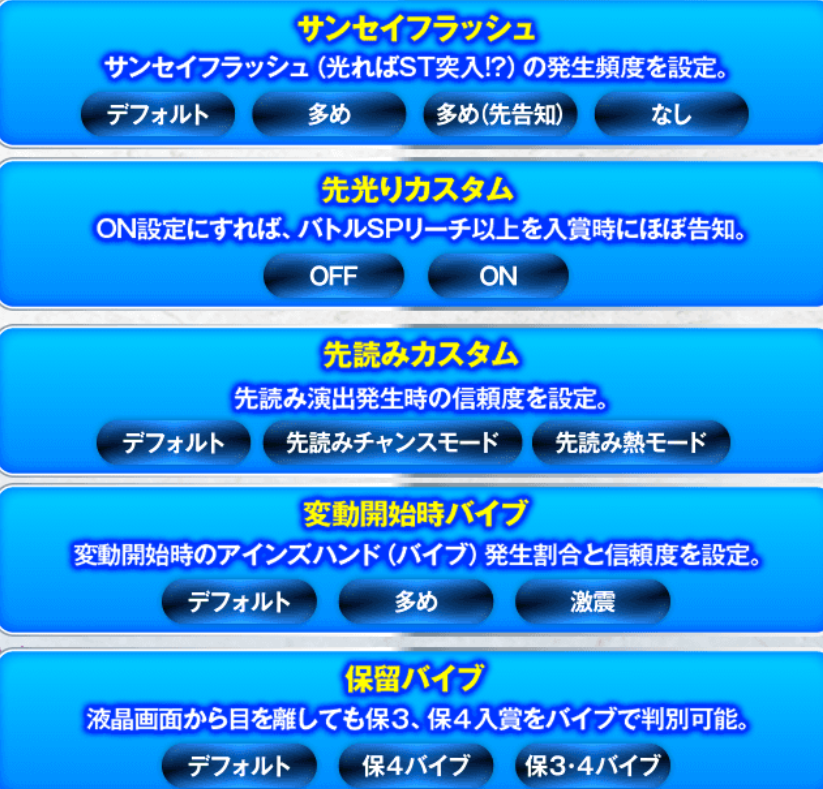 サンセイフラッシュ
サンセイフラッシュ(光ればST突入!?)の発生頻度を設定。
デフォルト 多め 多め(先告知) なし
先光りカスタム
ON設定にすれば、バトルSPリーチ以上を入賞時にほぼ告知。
OFF ON
先読みカスタム
先読み演出発生時の信頼度を設定。
デフォルト 先読みチャンスモード 先読み熱モード
変動開始時バイブ
変動開始時のアインズハンド(バイブ)発生割合と信頼度を設定。
デフォルト 多め 激震
保留バイブ
液晶画面から目を離しても保3、保4入賞をバイブで判別可能。
デフォルト 保4バイブ 保3・4バイブ